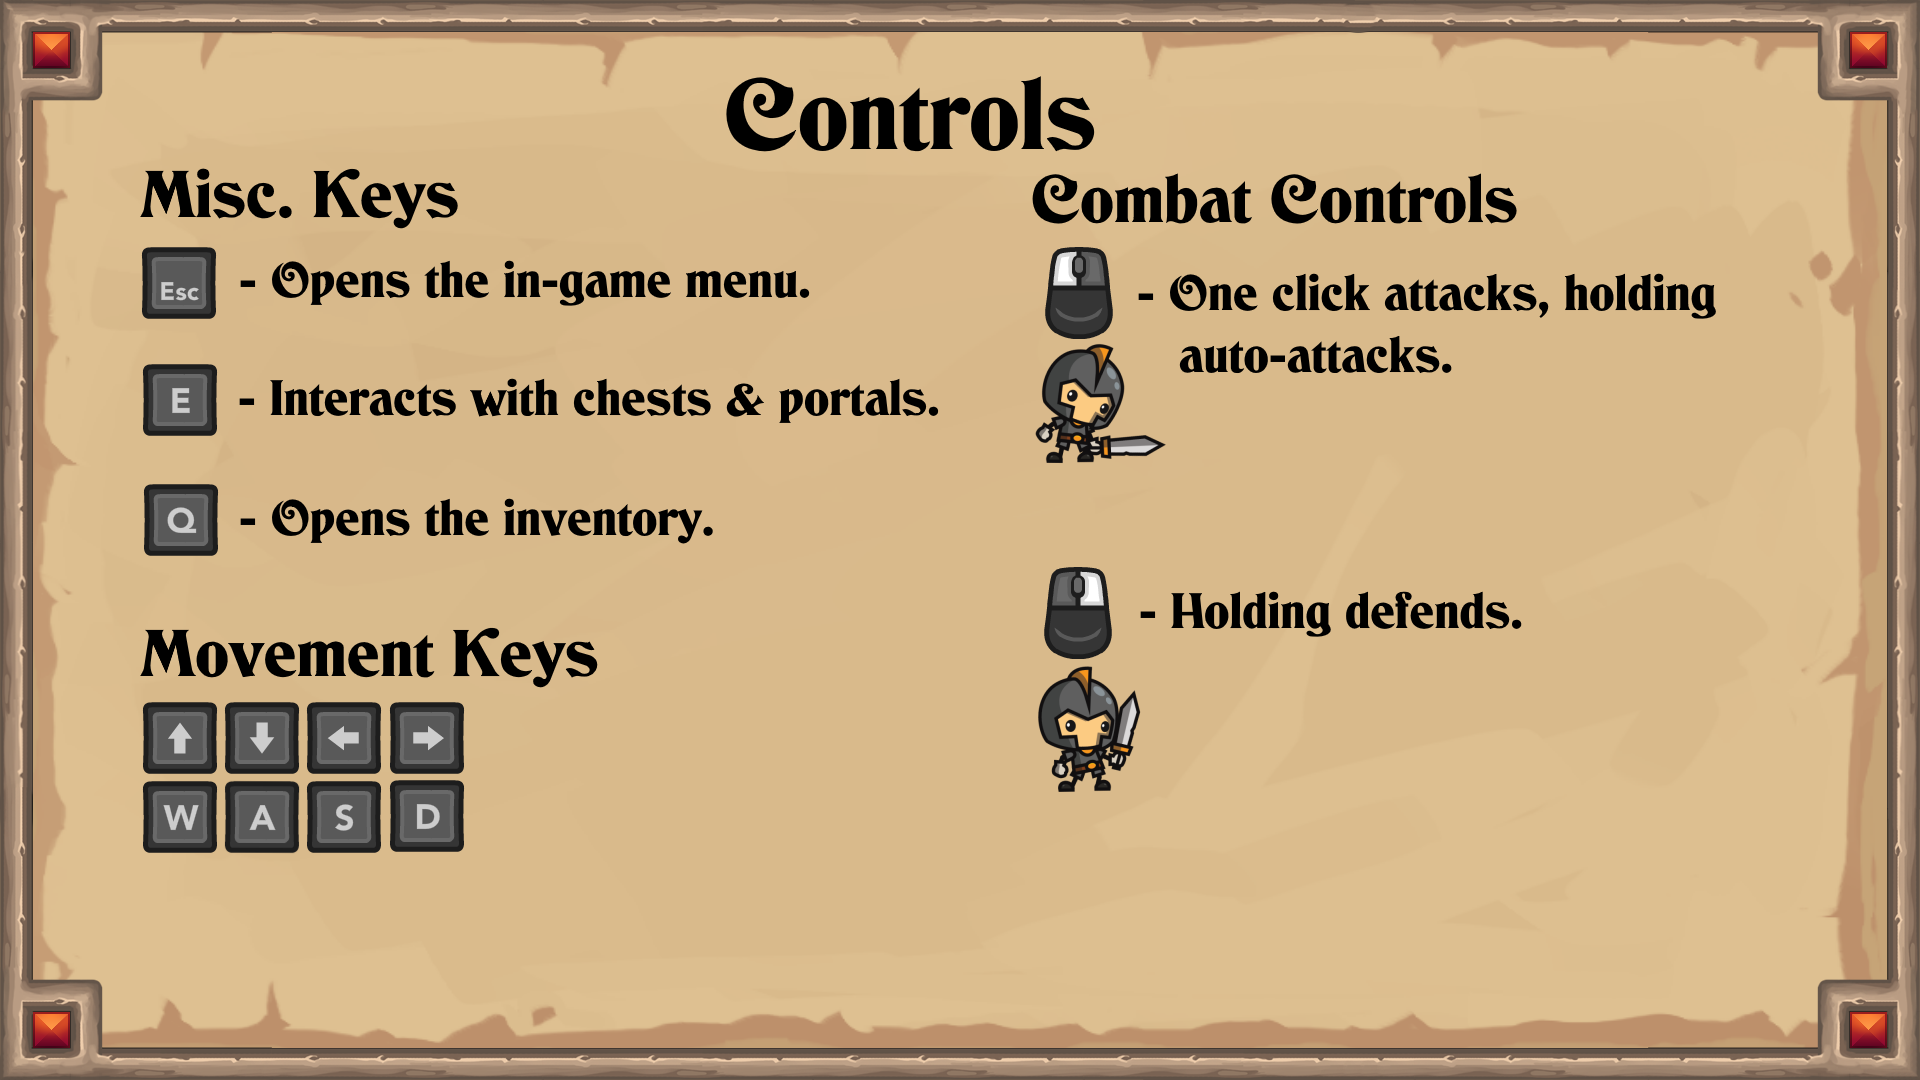 Controls
Misc. Keys
Esc - Opens the in-game menu.
E - Interacts with chests & portals.
Q - Opens the inventory.
Movement Keys
W A S D
Combat Controls
- One click attacks, holding
auto-attacks.
- Holding defends.